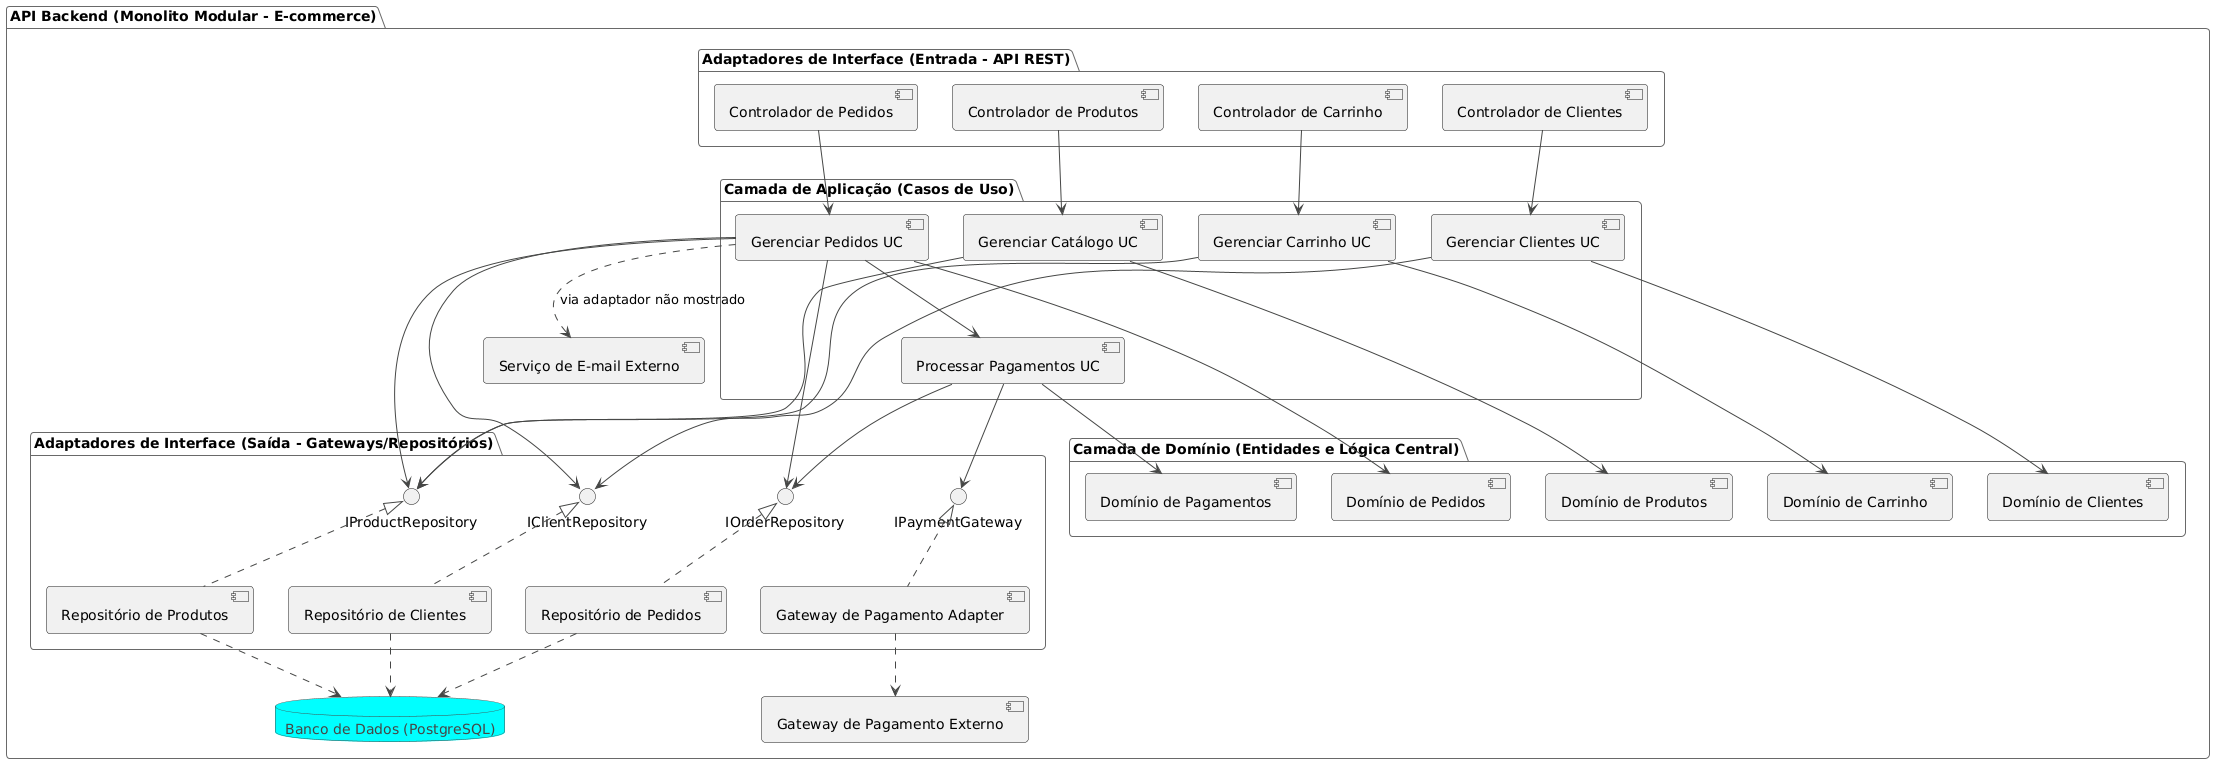 API Backend (Monolito Modular - E-commerce)
Adaptadores de Interface (Entrada - API REST)
Controlador de Pedidos
Controlador de Produtos
Controlador de Carrinho
Controlador de Clientes
Camada de Aplicação (Casos de Uso)
Gerenciar Pedidos UC
Gerenciar Catálogo UC
Gerenciar Carrinho UC
Gerenciar Clientes UC
via adaptador não mostrado
Serviço de E-mail Externo
Processar Pagamentos UC
Adaptadores de Interface (Saída - Gateways/Repositórios)
Camada de Domínio (Entidades e Lógica Central)
IProductRepository
IClientRepository
IOrderRepository
IPaymentGateway
Domínio de Pagamentos
Domínio de Pedidos
Domínio de Produtos
Domínio de Carrinho
Domínio de Clientes
Repositório de Produtos
Repositório de Clientes
Repositório de Pedidos
Gateway de Pagamento Adapter
Banco de Dados (PostgreSQL)
Gateway de Pagamento Externo